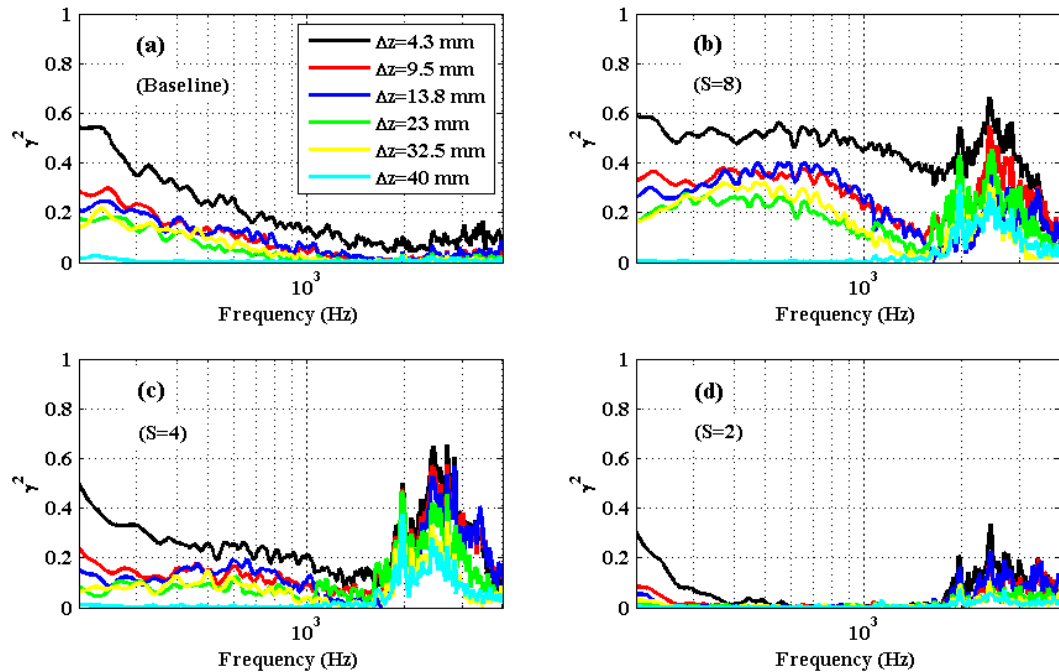 1
0.8
0.6
0.4
0.2
0
γ²
(a)
(Baseline)
Δz=4.3 mm
Δz=9.5 mm
Δz=13.8 mm
Δz=23 mm
Δz=32.5 mm
Δz=40 mm
10³
Frequency (Hz)
1
0.8
0.6
0.4
0.2
0
γ²
(b)
(S=8)
10³
Frequency (Hz)
1
0.8
0.6
0.4
0.2
0
γ²
(c)
(S=4)
10³
Frequency (Hz)
1
0.8
0.6
0.4
0.2
0
γ²
(d)
(S=2)
10³
Frequency (Hz)